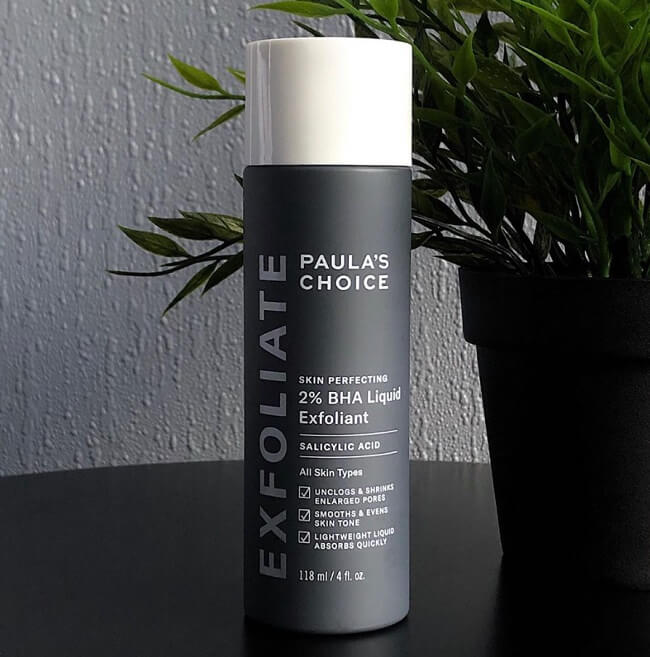 EXFOLIATE
PAULA'S
CHOICE
SKIN PERFECTING
2% BHA Liquid
Exfoliant
SALICYLIC ACID
All Skin Types
UNCLOGS & SHRINKS
ENLARGED PORES
SMOOTHS & EVENS
SKIN TONE
LIGHTWEIGHT LIQUID
ABSORBS QUICKLY
118 ml / 4 fl. oz.